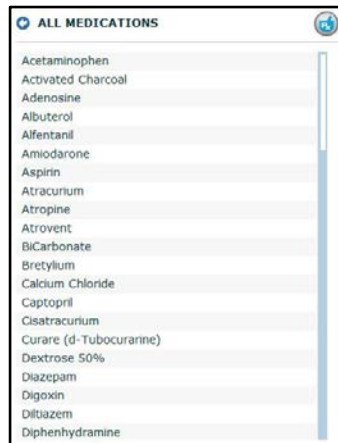 ALL MEDICATIONS
Acetaminophen
Activated Charcoal
Adenosine
Albuterol
Alfentanil
Amiodarone
Aspirin
Atracurium
Atropine
Atrovent
BiCarbonate
Bretylium
Calcium Chloride
Captopril
Cisatracurium
Curare (d-Tubocurarine)
Dextrose 50%
Diazepam
Digoxin
Diltiazem
Diphenhydramine